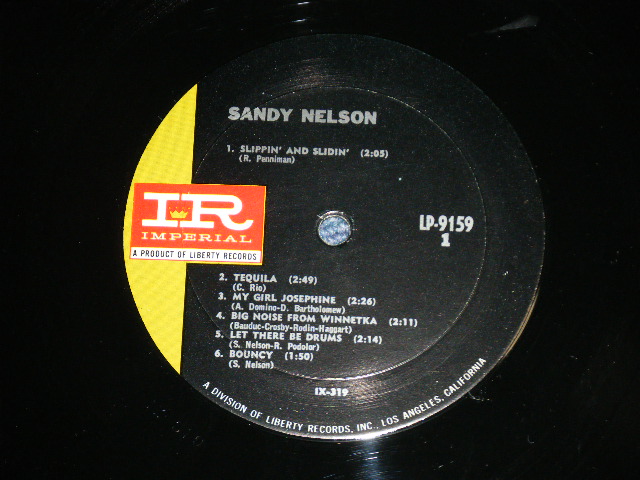 SANDY NELSON
1. SLIPPIN' AND SLIDIN' (2:05)
(R. Penniman)
IR
IMPERIAL
A PRODUCT OF LIBERTY RECORDS
LP-9159
1
2. TEQUILA (2:49)
(C. Rio)
3. MY GIRL JOSEPHINE (2:26)
(A. Domino-D. Bartholomew)
4. BIG NOISE FROM WINNETKA (2:11)
(Bauduc-Crosby-Rodin-Haggart)
5. LET THERE BE DRUMS (2:14)
(S. Nelson-R. Podolor)
6. BOUNCY (1:50)
(S. Nelson)
IX-319
A DIVISION OF LIBERTY RECORDS, INC., LOS ANGELES, CALIFORNIA